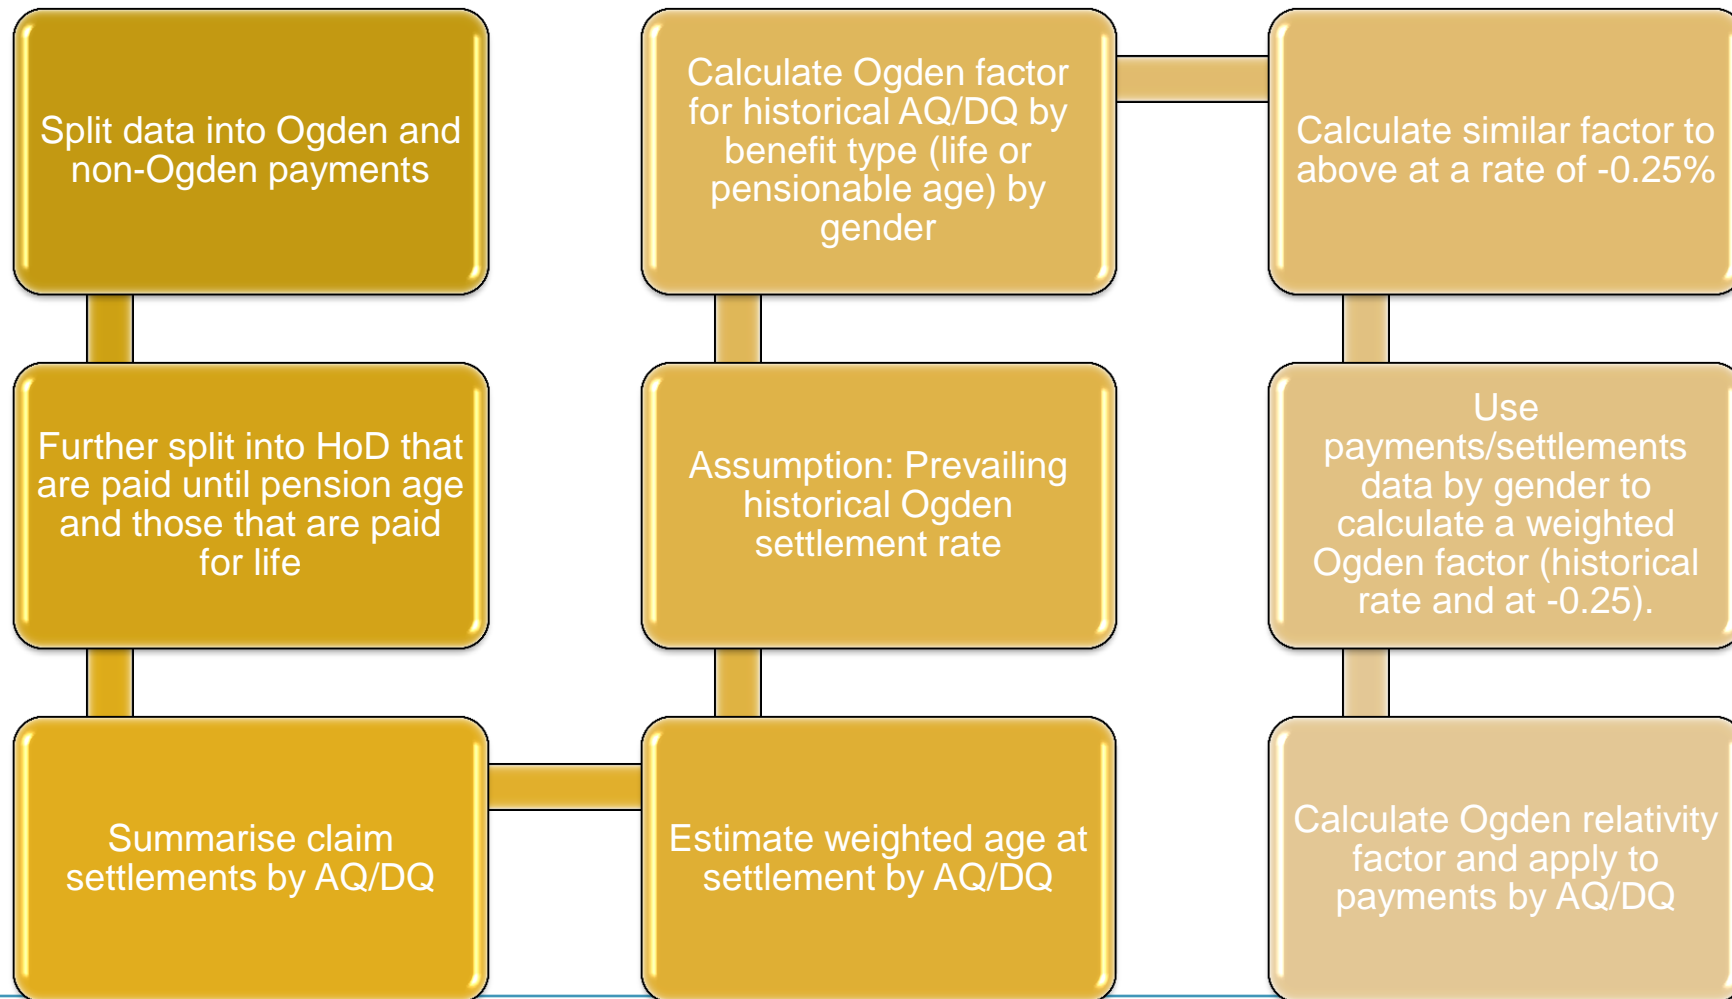 Split data into Ogden and
non-Ogden payments
Further split into HoD that
are paid until pension age
and those that are paid
for life
Summarise claim
settlements by AQ/DQ
Estimate weighted age at
settlement by AQ/DQ
Assumption: Prevailing
historical Ogden
settlement rate
Calculate Ogden factor
for historical AQ/DQ by
benefit type (life or
pensionable age) by
gender
Calculate similar factor to
above at a rate of -0.25%
Use
payments/settlements
data by gender to
calculate a weighted
Ogden factor (historical
rate and at -0.25).
Calculate Ogden relativity
factor and apply to
payments by AQ/DQ